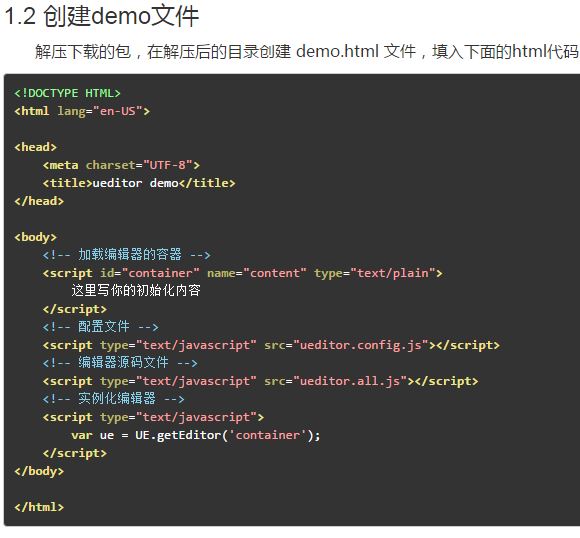 1.2 创建demo文件
解压下载的包，在解压后的目录创建 demo.html 文件，填入下面的html代码
<!DOCTYPE HTML>
<html lang="en-US">
<head>
<meta charset="UTF-8">
<title>ueditor demo</title>
</head>
<body>
<!-- 加载编辑器的容器 -->
<script id="container" name="content" type="text/plain">
这里写你的初始化内容
</script>
<!-- 配置文件 -->
<script type="text/javascript" src="ueditor.config.js"></script>
<!-- 编辑器源码文件 -->
<script type="text/javascript" src="ueditor.all.js"></script>
<!-- 实例化编辑器 -->
<script type="text/javascript">
var ue = UE.getEditor('container');
</script>
</body>
</html>